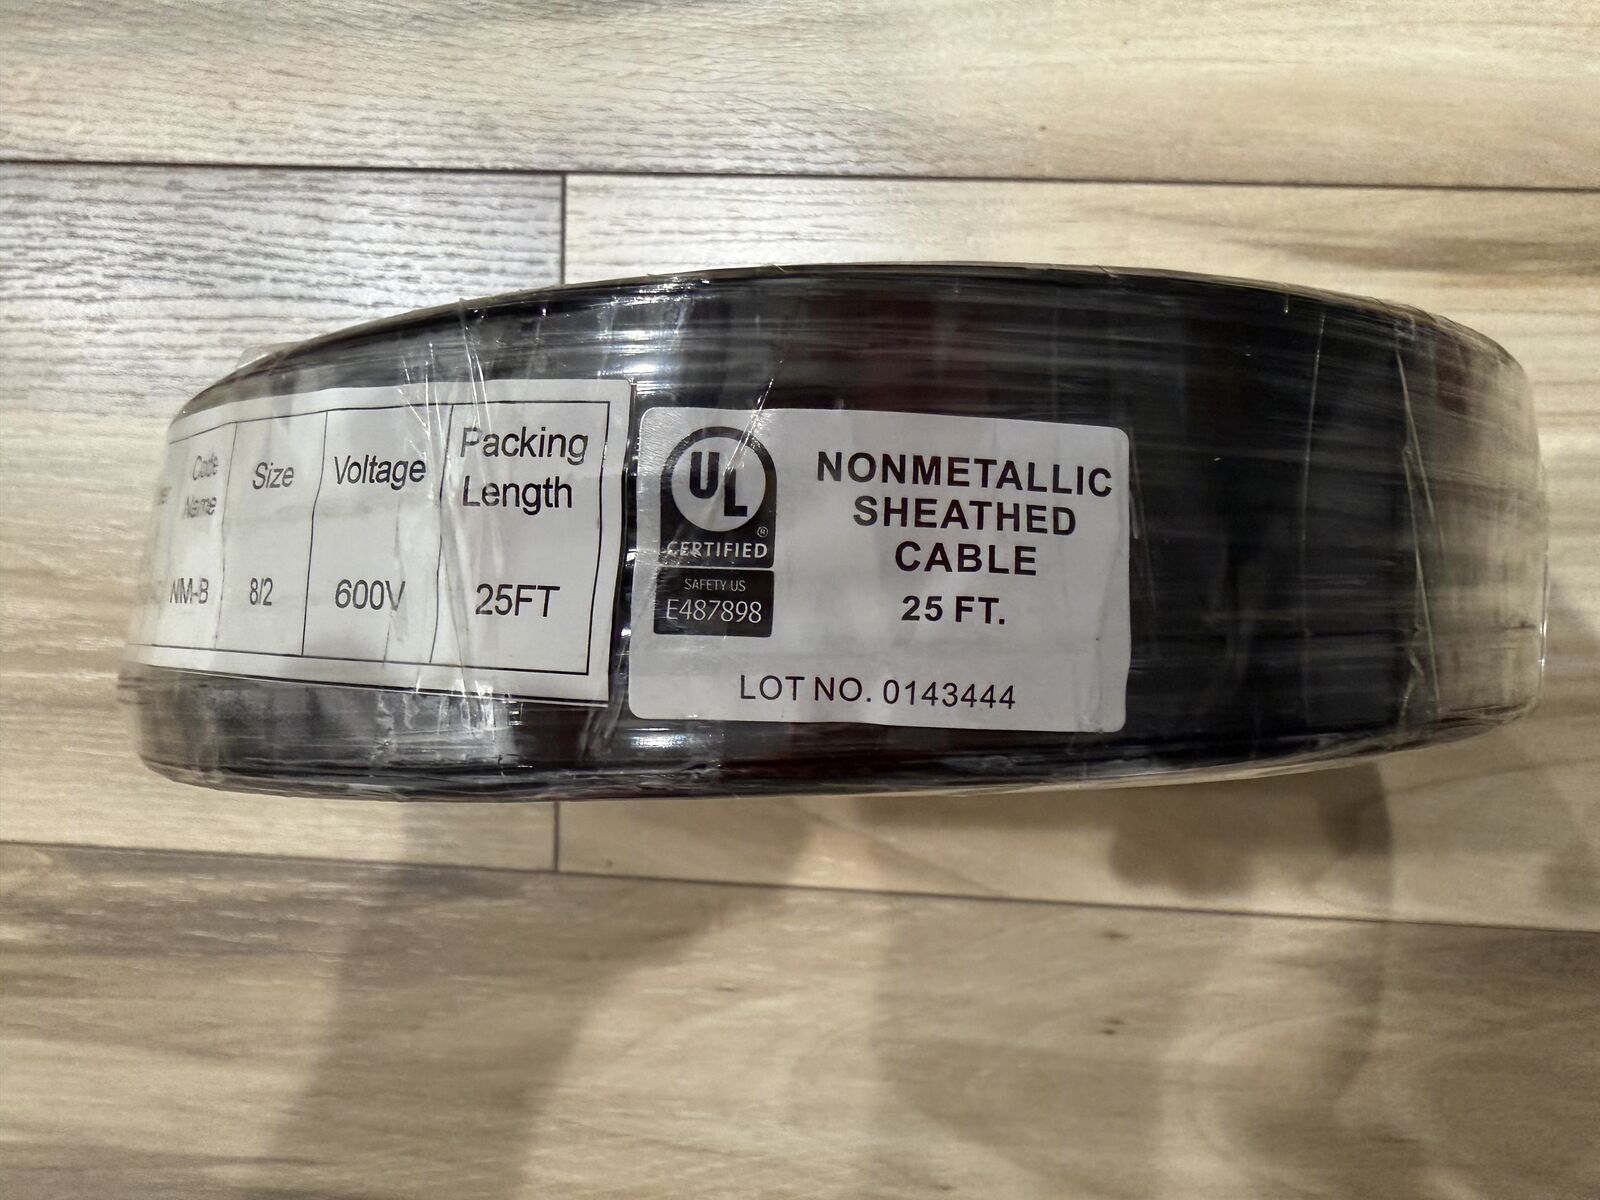 Code
Name
Size
Voltage
Packing
Length
NM-B
8/2
600V
25FT
UL
®
CERTIFIED
SAFETY US
E487898
NONMETALLIC
SHEATHED
CABLE
25 FT.
LOT NO. 0143444